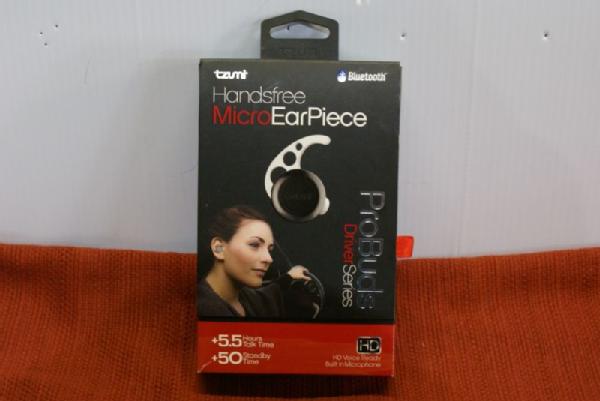 tzumi
Bluetooth
Handsfree
MicroEarPiece
ProBuds
Driver Series
+5.5 Hours Talk Time
+50 Standby Time
HD
HD Voice Ready
Built in Microphone